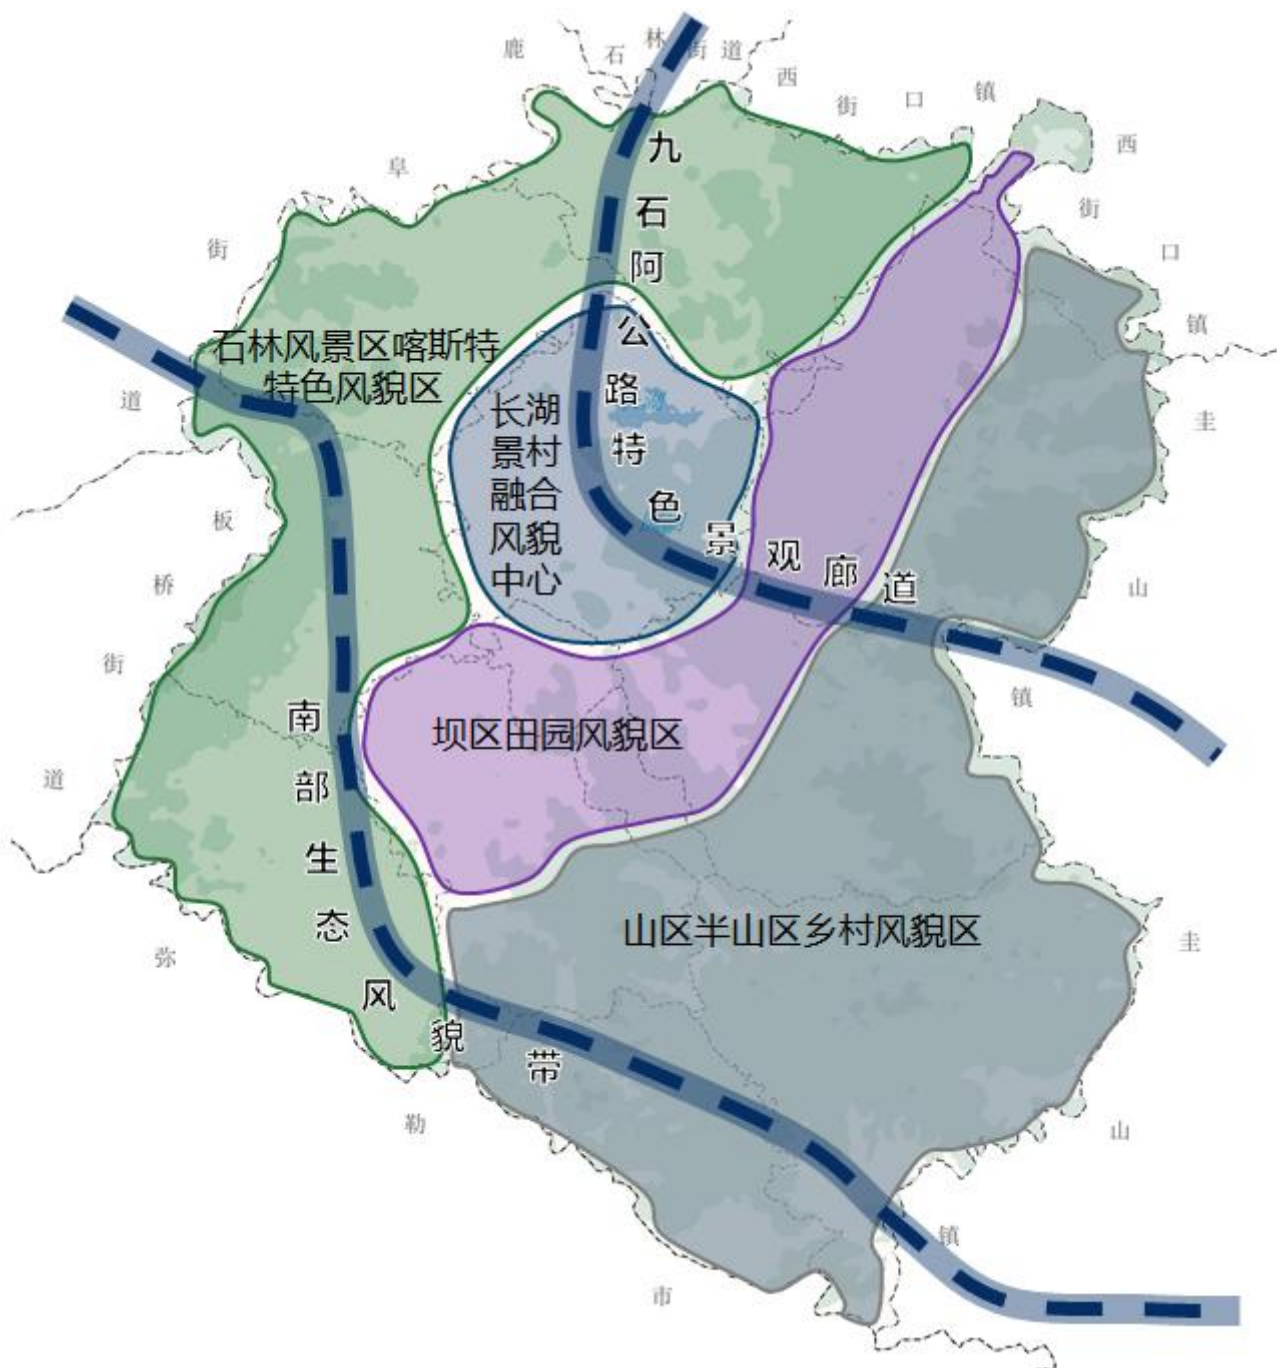 鹿阜街道
石林街道
西街口镇
西街口镇
九石阿公路特色景观廊道
石林风景区喀斯特
特色风貌区
长湖
景村
融合
风貌
中心
板桥街道
圭山镇
南部生态风貌带
坝区田园风貌区
山区半山区乡村风貌区
弥勒市
圭山镇